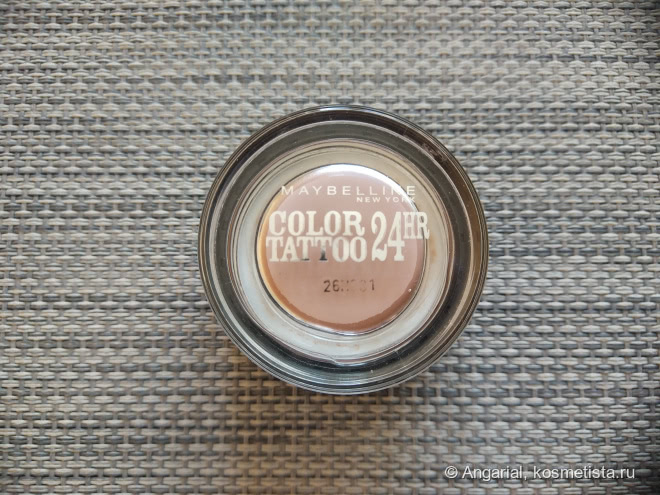 MAYBELLINE
NEW YORK
COLOR
TATTOO 24HR
© Angarial, kosmetista.ru